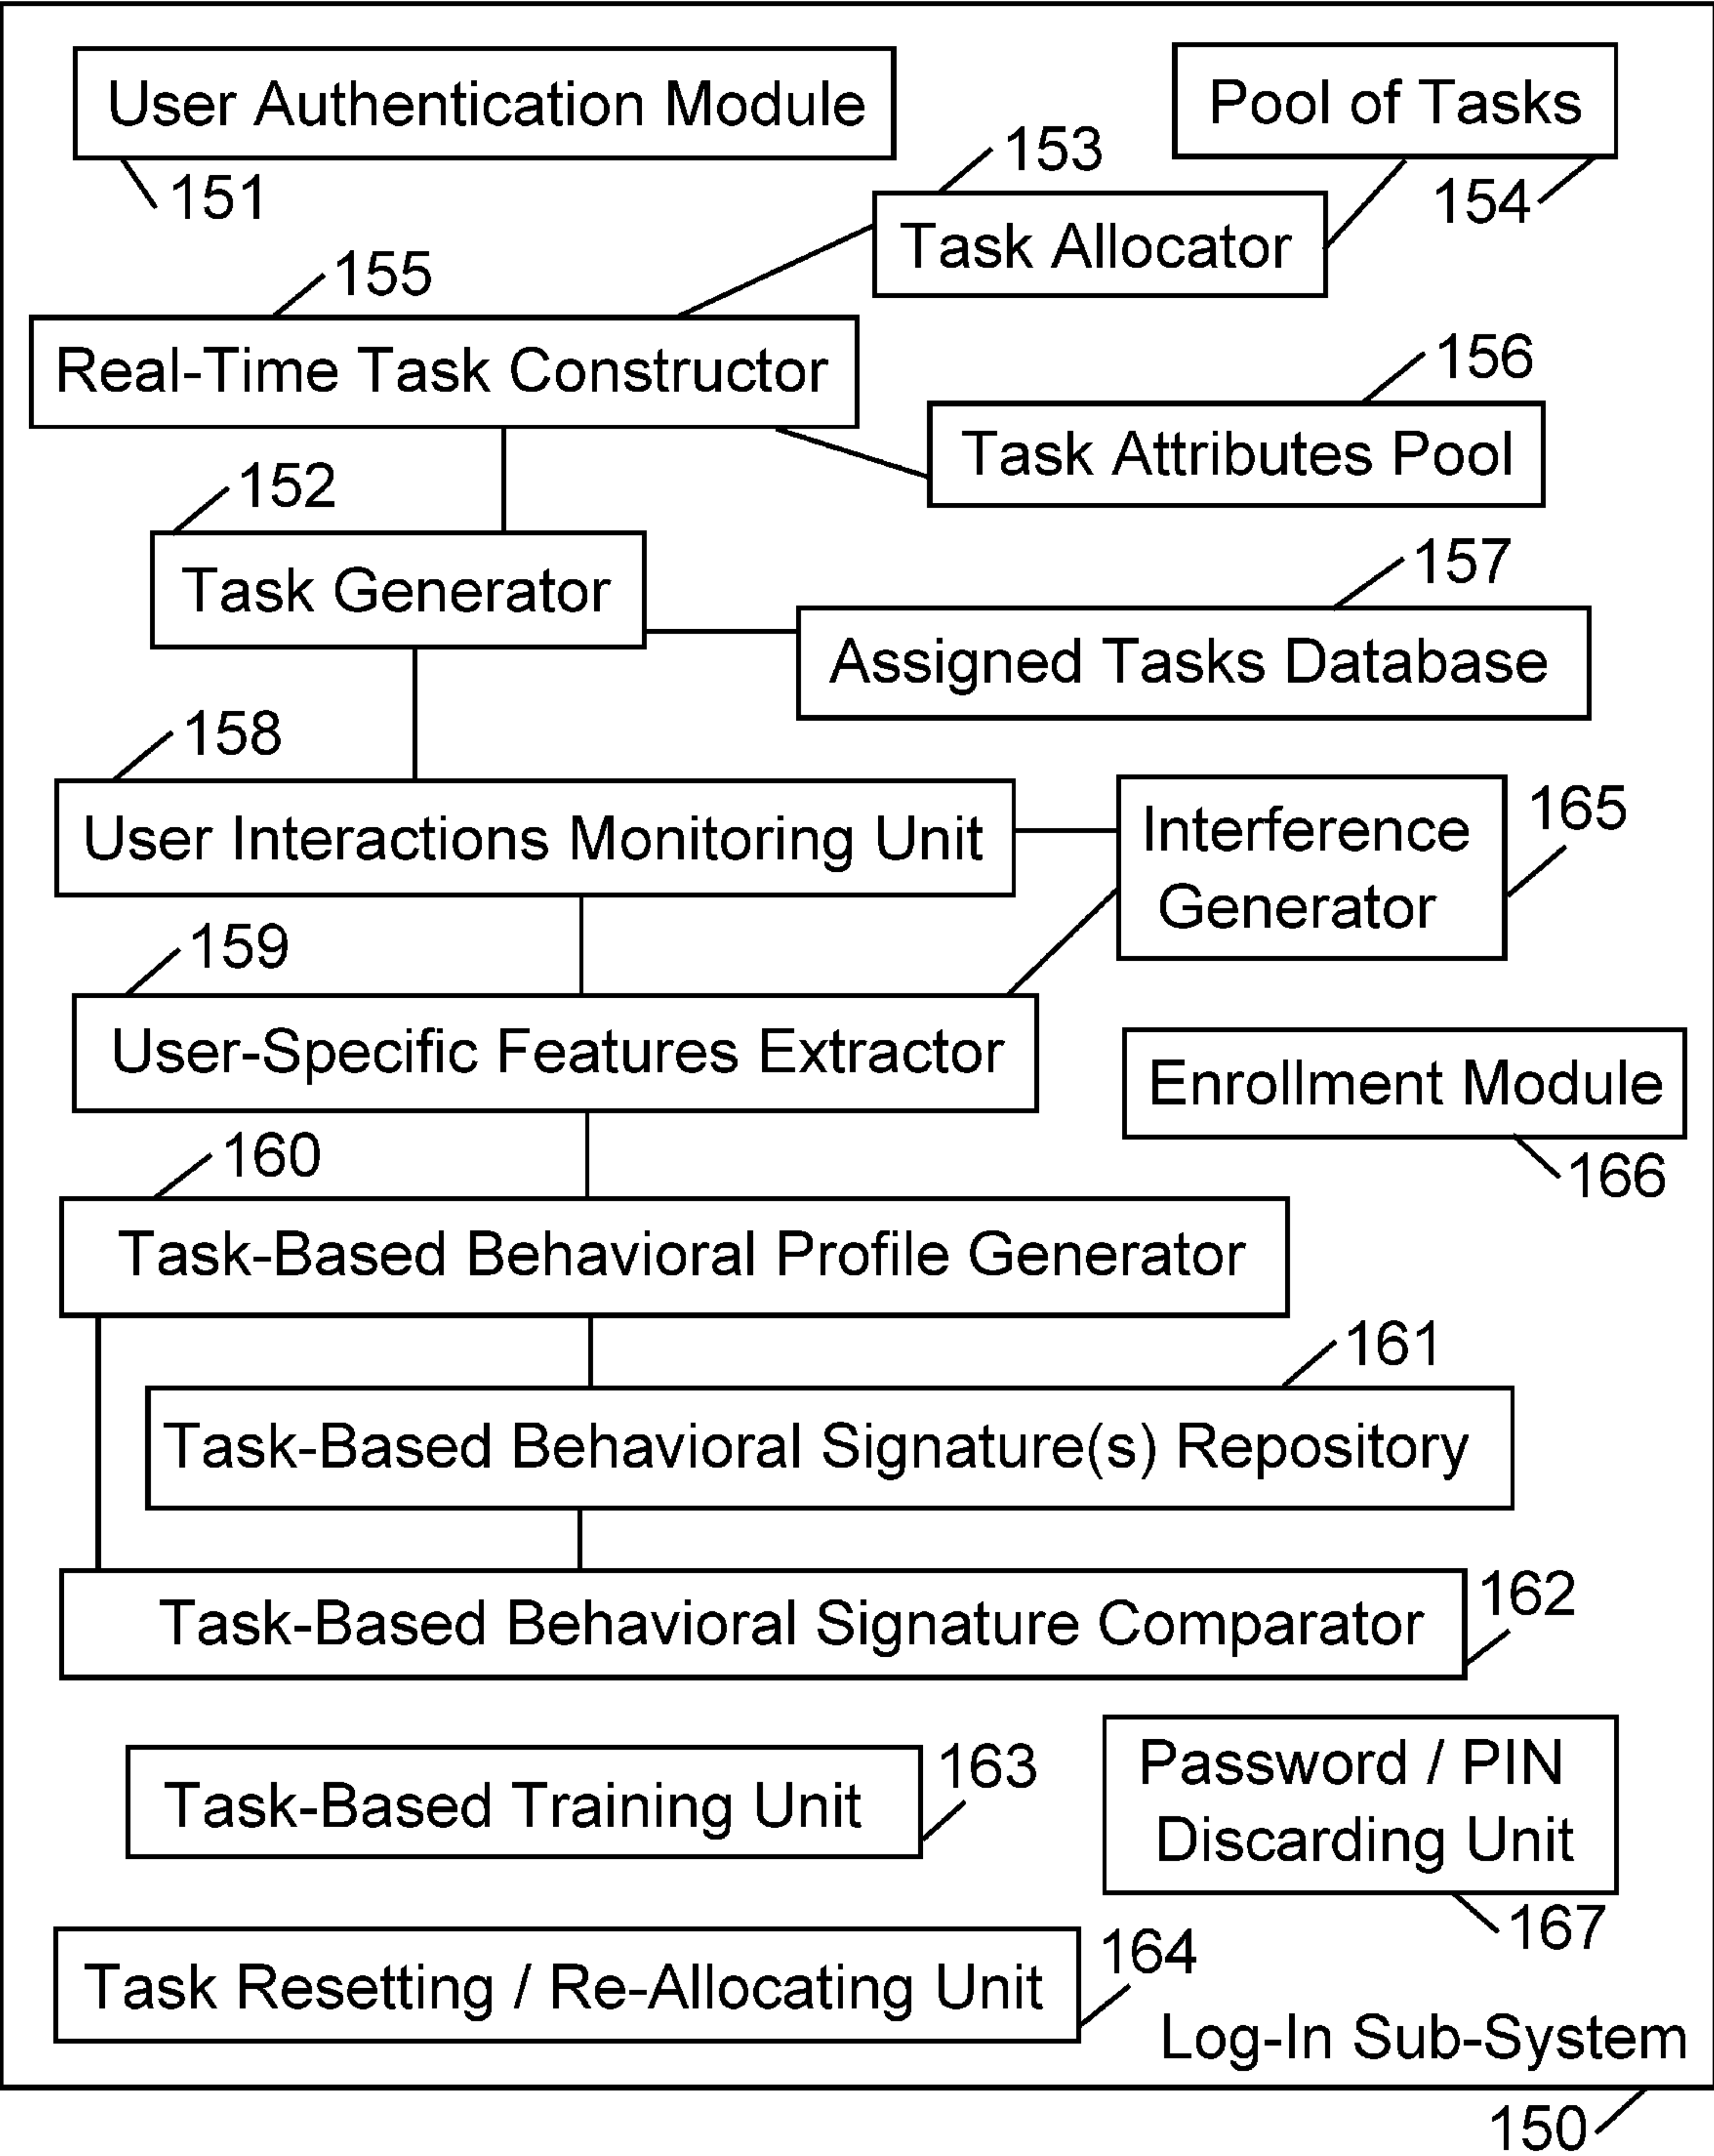 User Authentication Module
151
Pool of Tasks
154
153
Task Allocator
155
Real-Time Task Constructor
156
Task Attributes Pool
152
Task Generator
157
Assigned Tasks Database
158
User Interactions Monitoring Unit
Interference
Generator
165
159
User-Specific Features Extractor
Enrollment Module
166
160
Task-Based Behavioral Profile Generator
161
Task-Based Behavioral Signature(s) Repository
Task-Based Behavioral Signature Comparator
162
Task-Based Training Unit
163
Password / PIN
Discarding Unit
167
Task Resetting / Re-Allocating Unit
164
Log-In Sub-System
150